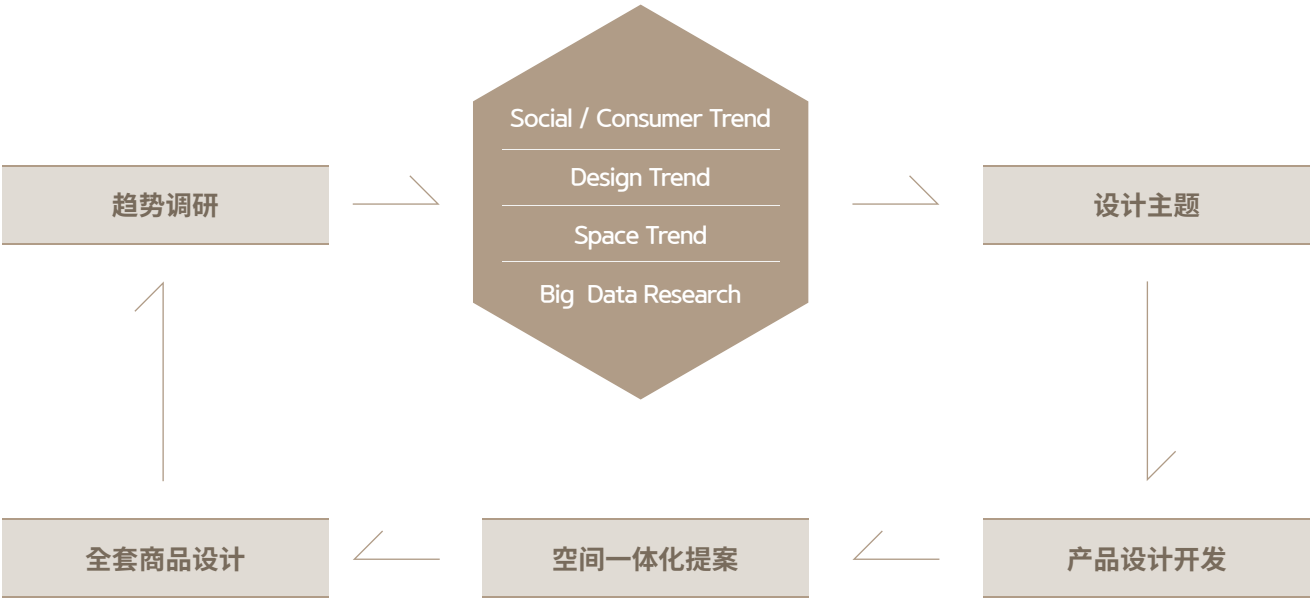 Social / Consumer Trend
Design Trend
Space Trend
Big Data Research
趋势调研
设计主题
全套商品设计
空间一体化提案
产品设计开发